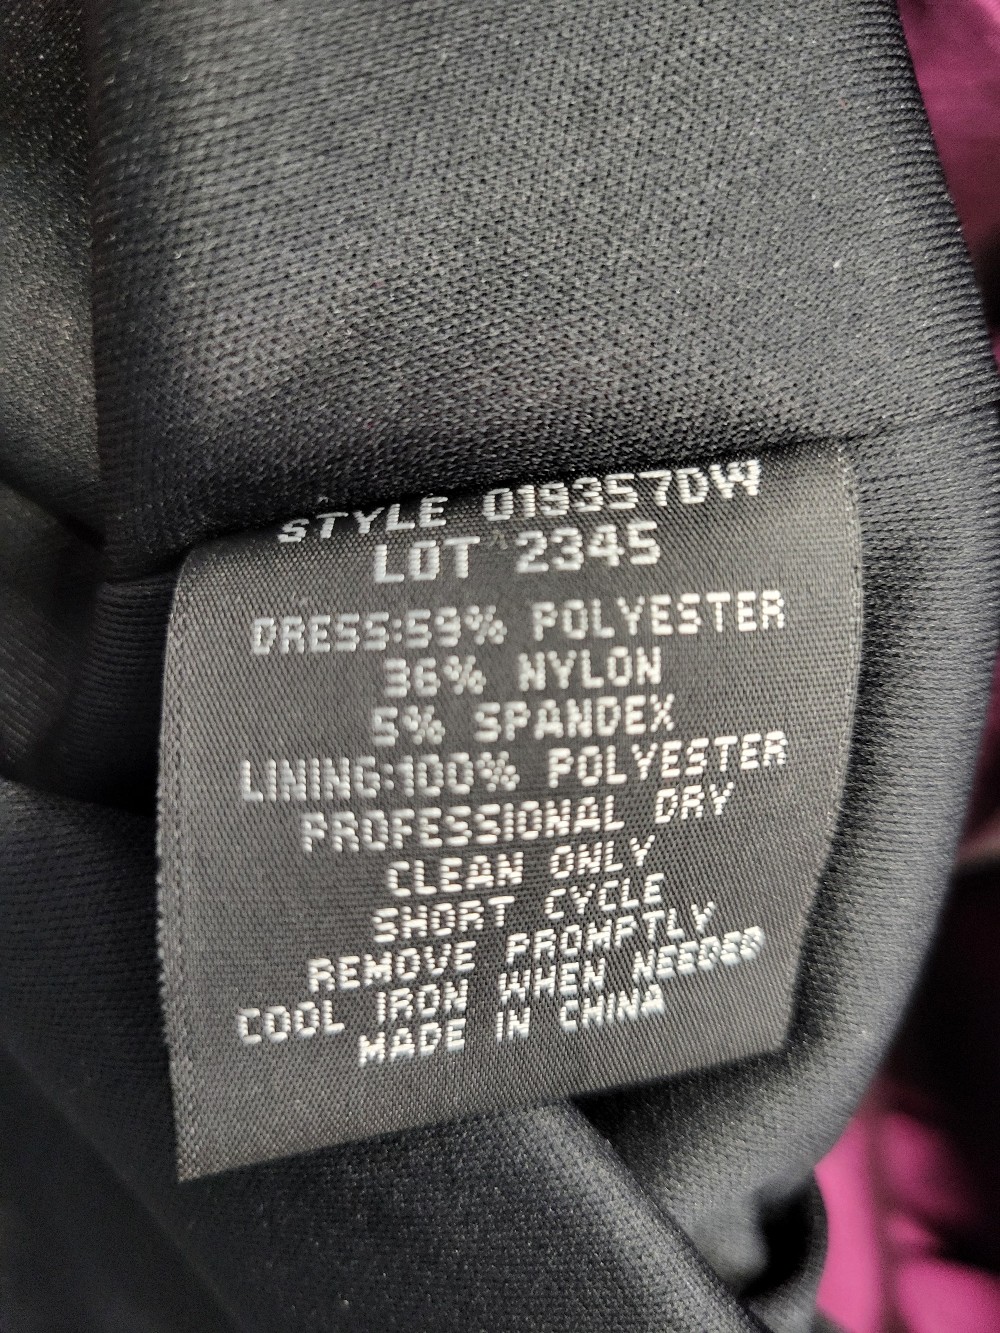 STYLE 019357DW
LOT 2345
DRESS:59% POLYESTER
36% NYLON
5% SPANDEX
LINING:100% POLYESTER
PROFESSIONAL DRY
CLEAN ONLY
SHORT CYCLE
REMOVE PROMPTLY
COOL IRON WHEN NEEDED
MADE IN CHINA